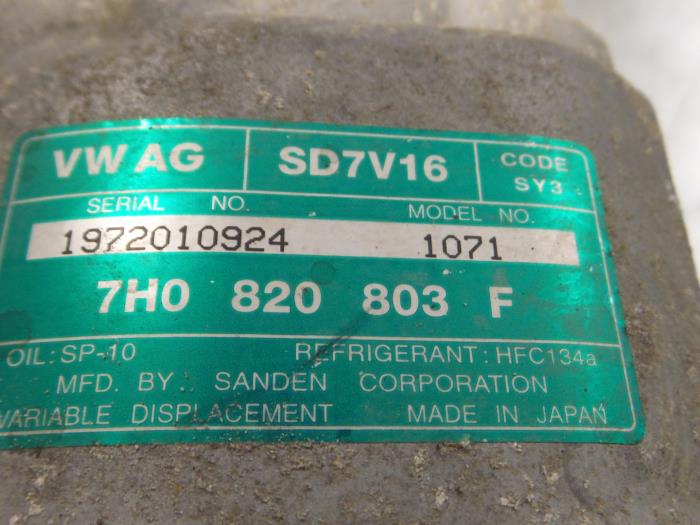 VW AG SD7V16 CODE SY3
SERIAL NO. MODEL NO.
1972010924 1071
7H0 820 803 F
OIL: SP-10 REFRIGERANT: HFC134a
MFD. BY. SANDEN CORPORATION
VARIABLE DISPLACEMENT MADE IN JAPAN